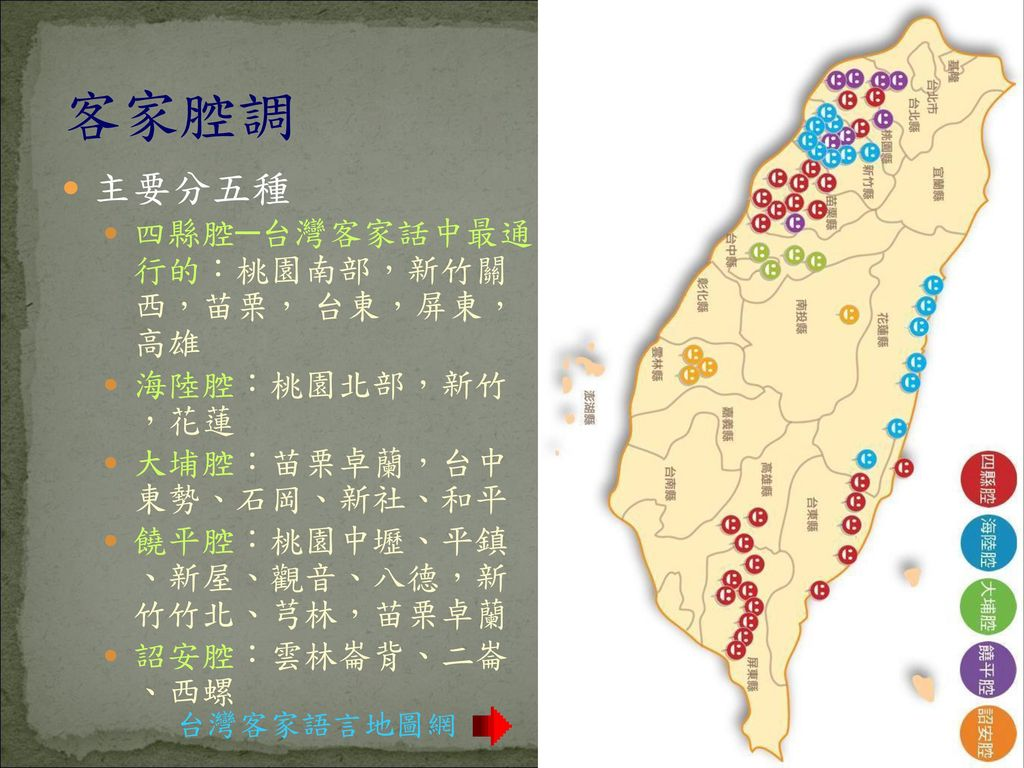 客家腔調
主要分五種
四縣腔─台灣客家話中最通
行的：桃園南部，新竹關
西，苗栗， 台東，屏東，
高雄
海陸腔：桃園北部，新竹
，花蓮
大埔腔：苗栗卓蘭，台中
東勢、石岡、新社、和平
饒平腔：桃園中壢、平鎮
、新屋、觀音、八德，新
竹竹北、芎林，苗栗卓蘭
詔安腔：雲林崙背、二崙
、西螺
台灣客家語言地圖網
基隆
台北市
台北縣
桃園縣
宜蘭縣
新竹縣
苗栗縣
台中縣
彰化縣
南投縣
花蓮縣
雲林縣
澎湖縣
嘉義縣
台南縣
高雄縣
台東縣
屏東縣
四縣腔
海陸腔
大埔腔
饒平腔
詔安腔